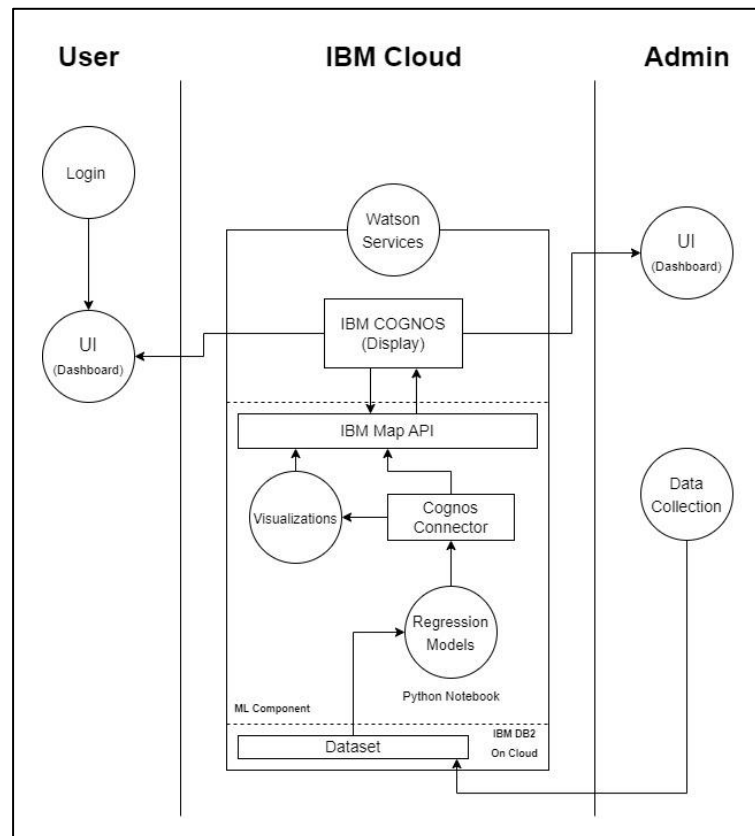 User
IBM Cloud
Admin
Login
Watson
Services
UI
(Dashboard)
IBM COGNOS
(Display)
UI
(Dashboard)
IBM Map API
Visualizations
Cognos
Connector
Data
Collection
Regression
Models
Python Notebook
ML Component
IBM DB2
On Cloud
Dataset